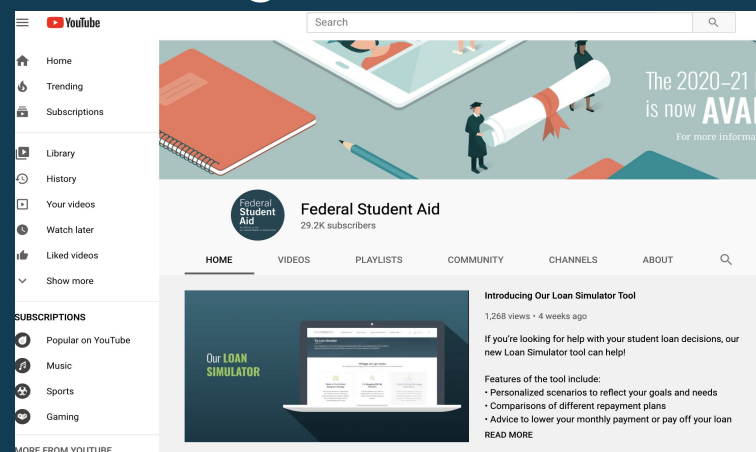 YouTube
Search
Home
Trending
Subscriptions
Library
History
Your videos
Watch later
Liked videos
Show more
SUBSCRIPTIONS
Popular on YouTube
Music
Sports
Gaming
MORE FROM YOUTUBE
The 2020–21
is now AVAI
For more informa
Federal
Student
Aid
Federal Student Aid
29.2K subscribers
HOME VIDEOS PLAYLISTS COMMUNITY CHANNELS ABOUT
Our LOAN
SIMULATOR
Introducing Our Loan Simulator Tool
1,268 views • 4 weeks ago
If you're looking for help with your student loan decisions, our
new Loan Simulator tool can help!
Features of the tool include:
• Personalized scenarios to reflect your goals and needs
• Comparisons of different repayment plans
• Advice to lower your monthly payment or pay off your loan
READ MORE